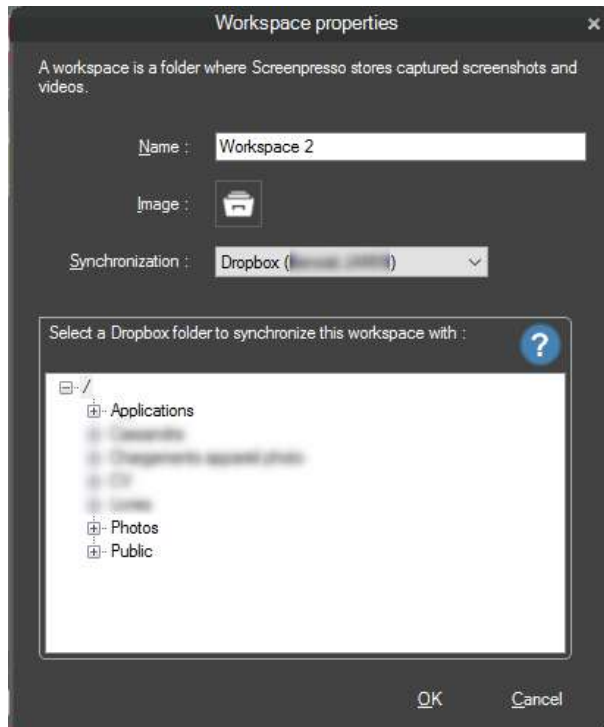 Workspace properties
A workspace is a folder where Screenpresso stores captured screenshots and
videos.
Name :
Workspace 2
Image :
Synchronization :
Dropbox ( )
Select a Dropbox folder to synchronize this workspace with :
?
/
Applications
Photos
Public
OK
Cancel